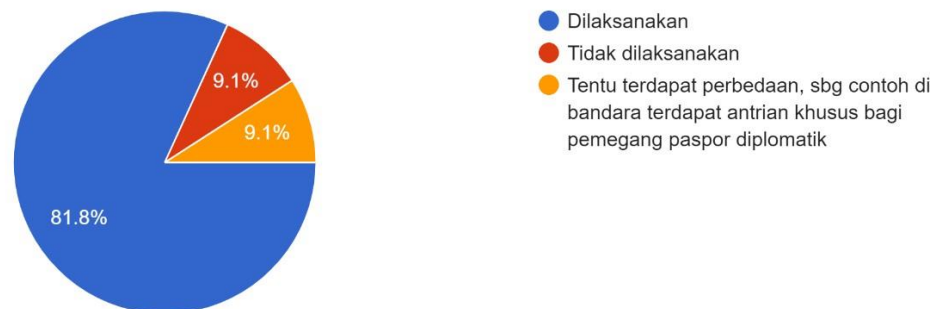 9.1%
9.1%
81.8%
Dilaksanakan
Tidak dilaksanakan
Tentu terdapat perbedaan, sbg contoh di
bandara terdapat antrian khusus bagi
pemegang paspor diplomatik